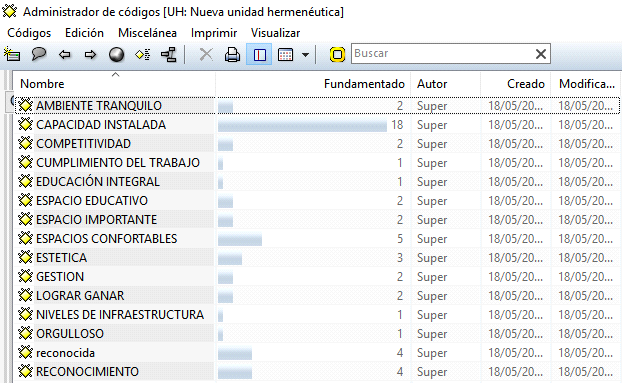 Administrador de códigos [UH: Nueva unidad hermenéutica]
Códigos Edición Miscelánea Imprimir Visualizar
Buscar
Nombre Fundamentado Autor Creado Modifica...
AMBIENTE TRANQUILO 2 Super 18/05/20... 18/05/20...
CAPACIDAD INSTALADA 18 Super 18/05/20... 18/05/20...
COMPETITIVIDAD 2 Super 18/05/20... 18/05/20...
CUMPLIMIENTO DEL TRABAJO 1 Super 18/05/20... 18/05/20...
EDUCACIÓN INTEGRAL 1 Super 18/05/20... 18/05/20...
ESPACIO EDUCATIVO 2 Super 18/05/20... 18/05/20...
ESPACIO IMPORTANTE 2 Super 18/05/20... 18/05/20...
ESPACIOS CONFORTABLES 5 Super 18/05/20... 18/05/20...
ESTETICA 3 Super 18/05/20... 18/05/20...
GESTION 2 Super 18/05/20... 18/05/20...
LOGRAR GANAR 2 Super 18/05/20... 18/05/20...
NIVELES DE INFRAESTRUCTURA 1 Super 18/05/20... 18/05/20...
ORGULLOSO 1 Super 18/05/20... 18/05/20...
reconocida 4 Super 18/05/20... 18/05/20...
RECONOCIMIENTO 4 Super 18/05/20... 18/05/20...